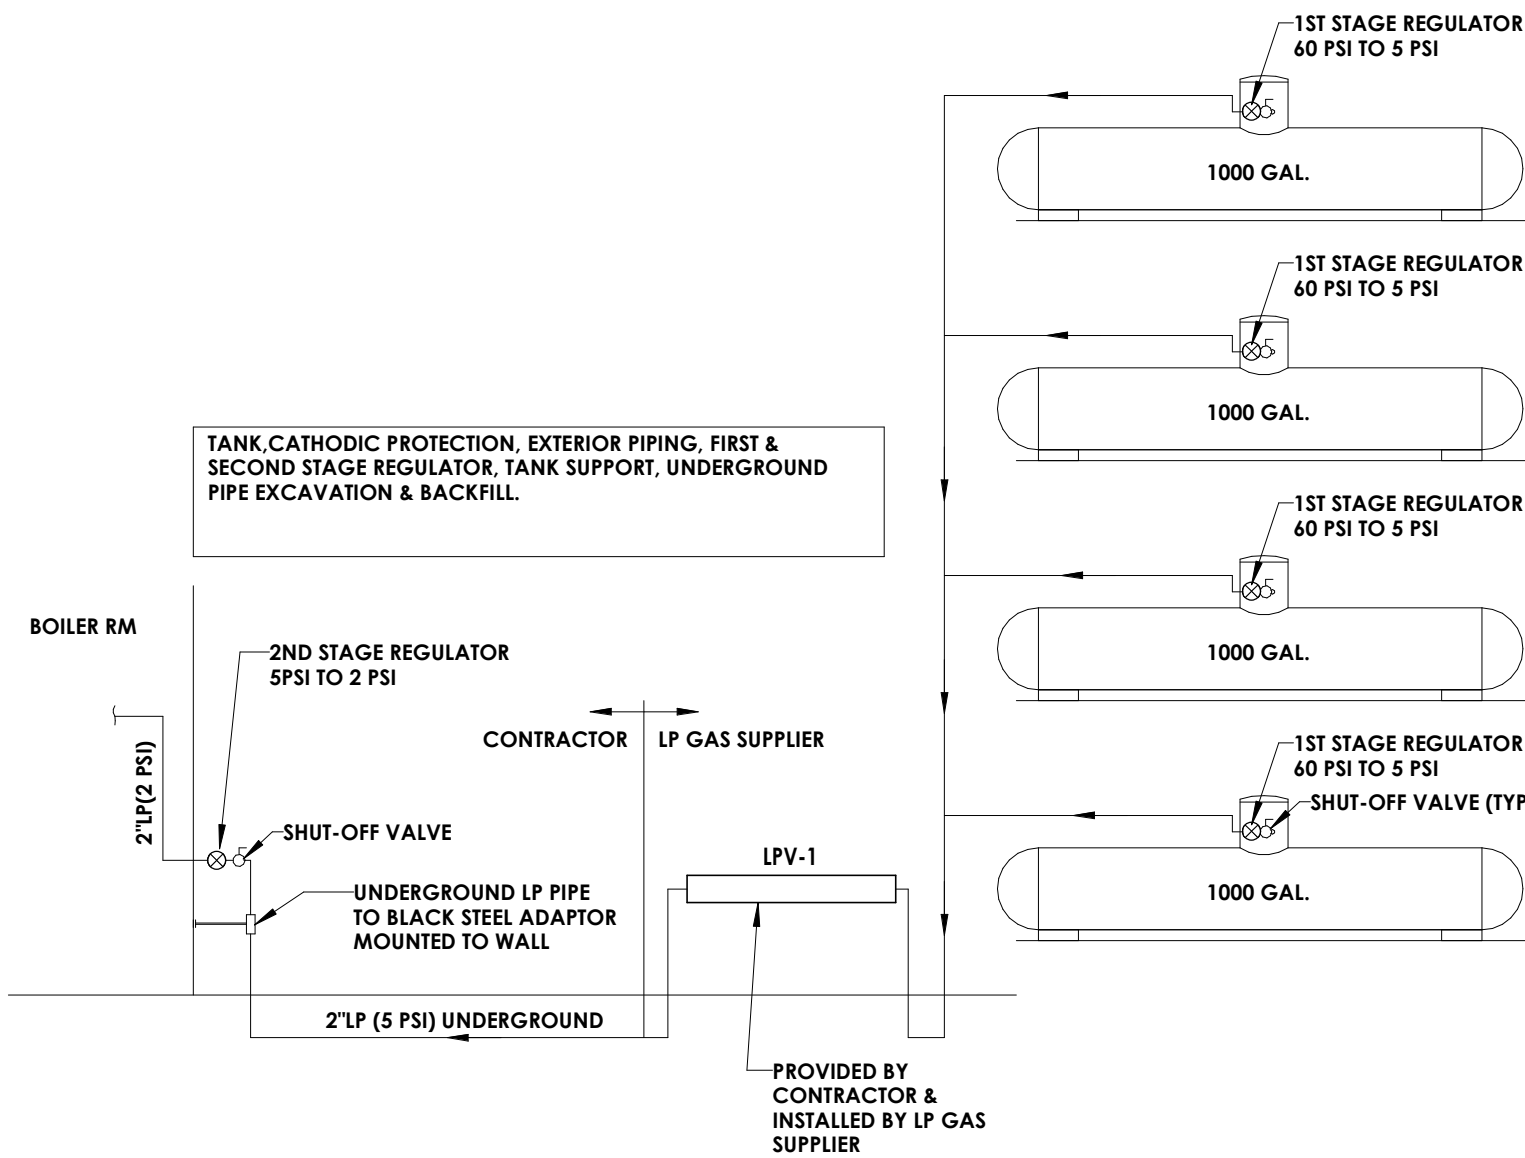 1ST STAGE REGULATOR
60 PSI TO 5 PSI
1000 GAL.
1ST STAGE REGULATOR
60 PSI TO 5 PSI
1000 GAL.
TANK,CATHODIC PROTECTION, EXTERIOR PIPING, FIRST &
SECOND STAGE REGULATOR, TANK SUPPORT, UNDERGROUND
PIPE EXCAVATION & BACKFILL.
1ST STAGE REGULATOR
60 PSI TO 5 PSI
1000 GAL.
BOILER RM
2ND STAGE REGULATOR
5PSI TO 2 PSI
CONTRACTOR
LP GAS SUPPLIER
2"LP(2 PSI)
1ST STAGE REGULATOR
60 PSI TO 5 PSI
SHUT-OFF VALVE (TYP
1000 GAL.
SHUT-OFF VALVE
LPV-1
UNDERGROUND LP PIPE
TO BLACK STEEL ADAPTOR
MOUNTED TO WALL
2"LP (5 PSI) UNDERGROUND
PROVIDED BY
CONTRACTOR &
INSTALLED BY LP GAS
SUPPLIER